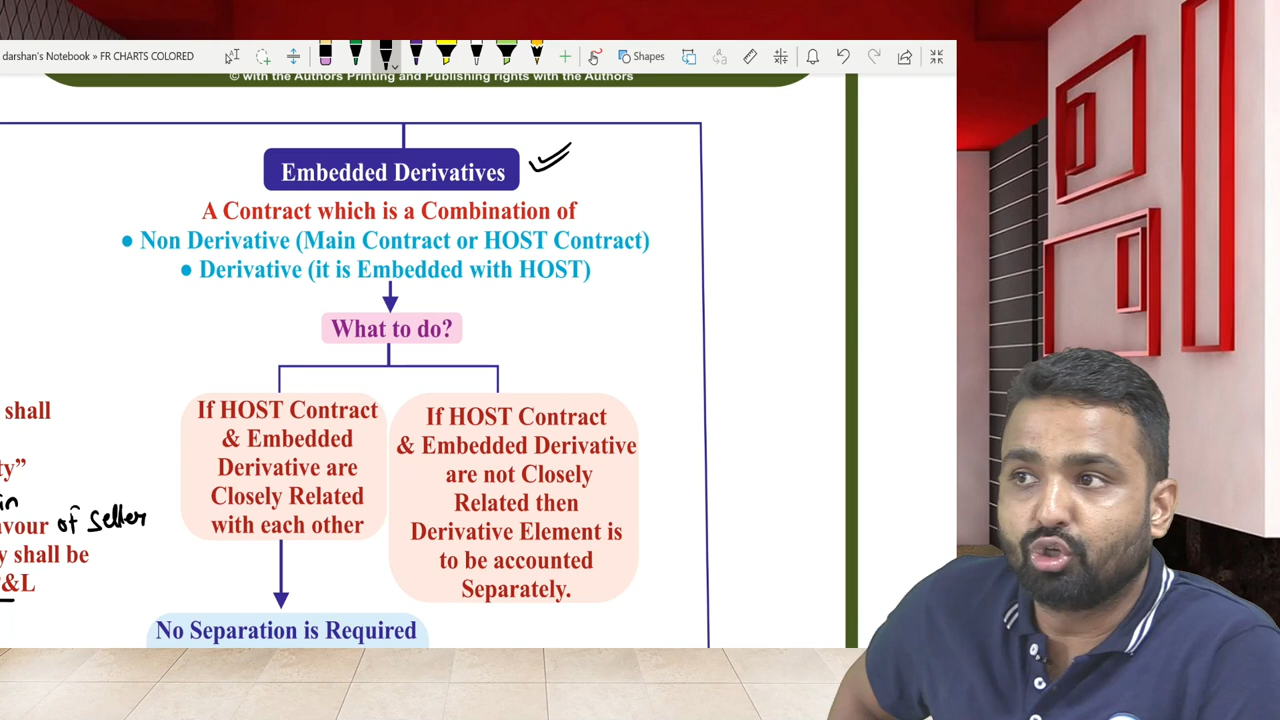 darshan's Notebook » FR CHARTS COLORED
Shapes
© with the Authors Printing and Publishing rights with the Authors
Embedded Derivatives
A Contract which is a Combination of
● Non Derivative (Main Contract or HOST Contract)
● Derivative (it is Embedded with HOST)
What to do?
If HOST Contract
& Embedded
Derivative are
Closely Related
with each other
No Separation is Required
If HOST Contract
& Embedded Derivative
are not Closely
Related then
Derivative Element is
to be accounted
Separately.
shall
ty”
in
avour of seller
y shall be
&L